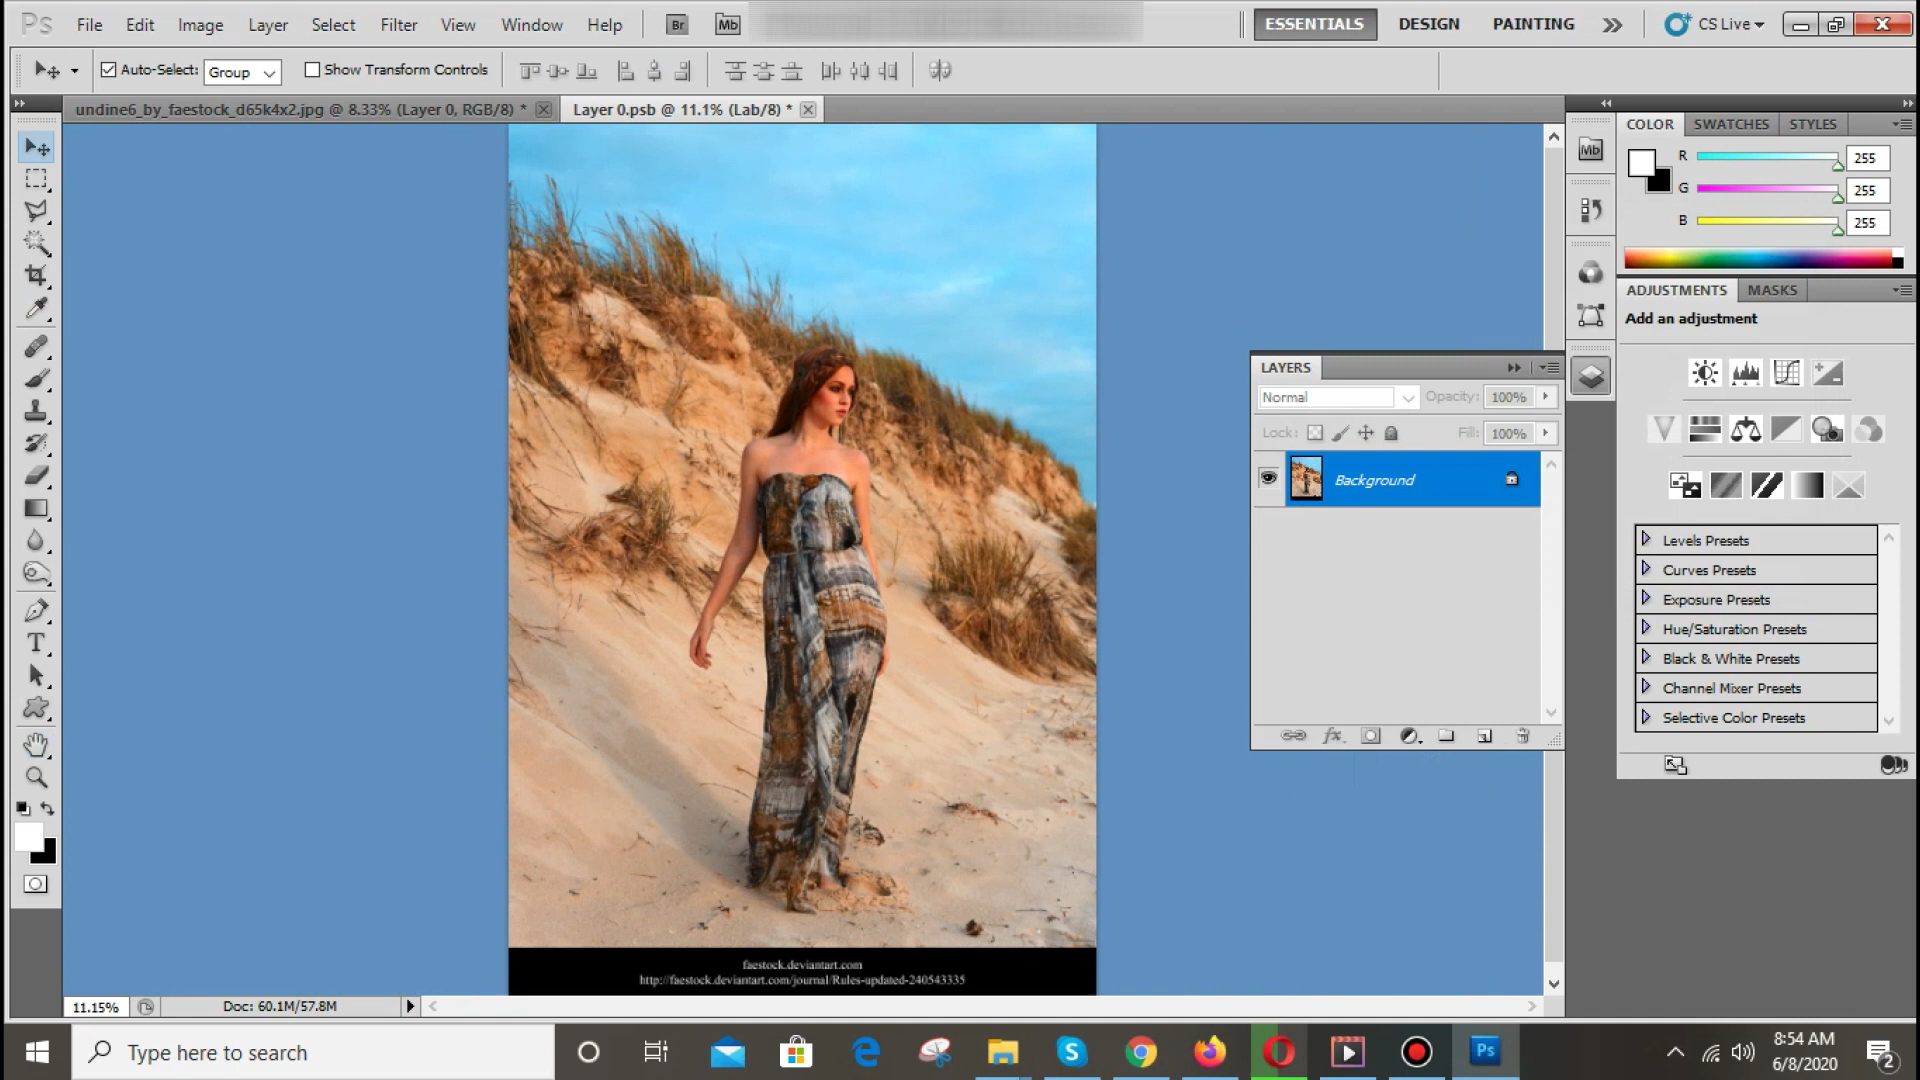 Ps File Edit Image Layer Select Filter View Window Help Br Mb ESSENTIALS DESIGN PAINTING CS Live
Auto-Select: Group Show Transform Controls
undine6_by_faestock_d65k4x2.jpg @ 8.33% (Layer 0, RGB/8) * Layer 0.psb @ 11.1% (Lab/8) *
COLOR SWATCHES STYLES
Mb
R 255
G 255
B 255
ADJUSTMENTS MASKS
Add an adjustment
LAYERS
Normal Opacity: 100%
Lock: Fill: 100%
Background
Levels Presets
Curves Presets
Exposure Presets
Hue/Saturation Presets
Black & White Presets
Channel Mixer Presets
Selective Color Presets
T
faestock.deviantart.com
http://faestock.deviantart.com/journal/Rules-updated-240543335
11.15% Doc: 60.1M/57.8M
Type here to search
Ps
8:54 AM
6/8/2020
2